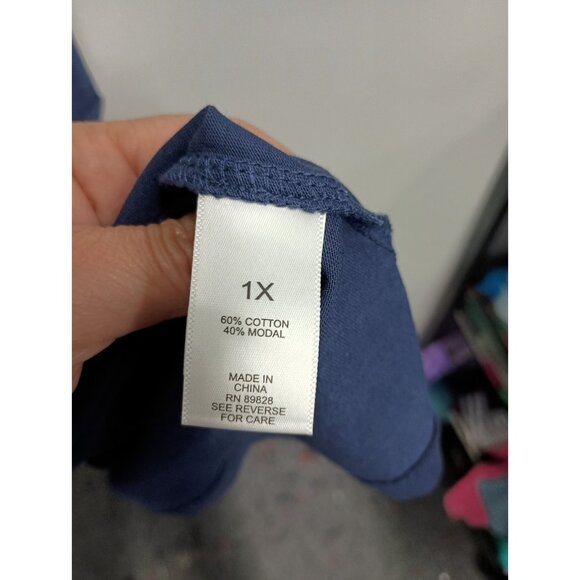 1X
60% COTTON
40% MODAL
MADE IN
CHINA
RN 89828
SEE REVERSE
FOR CARE